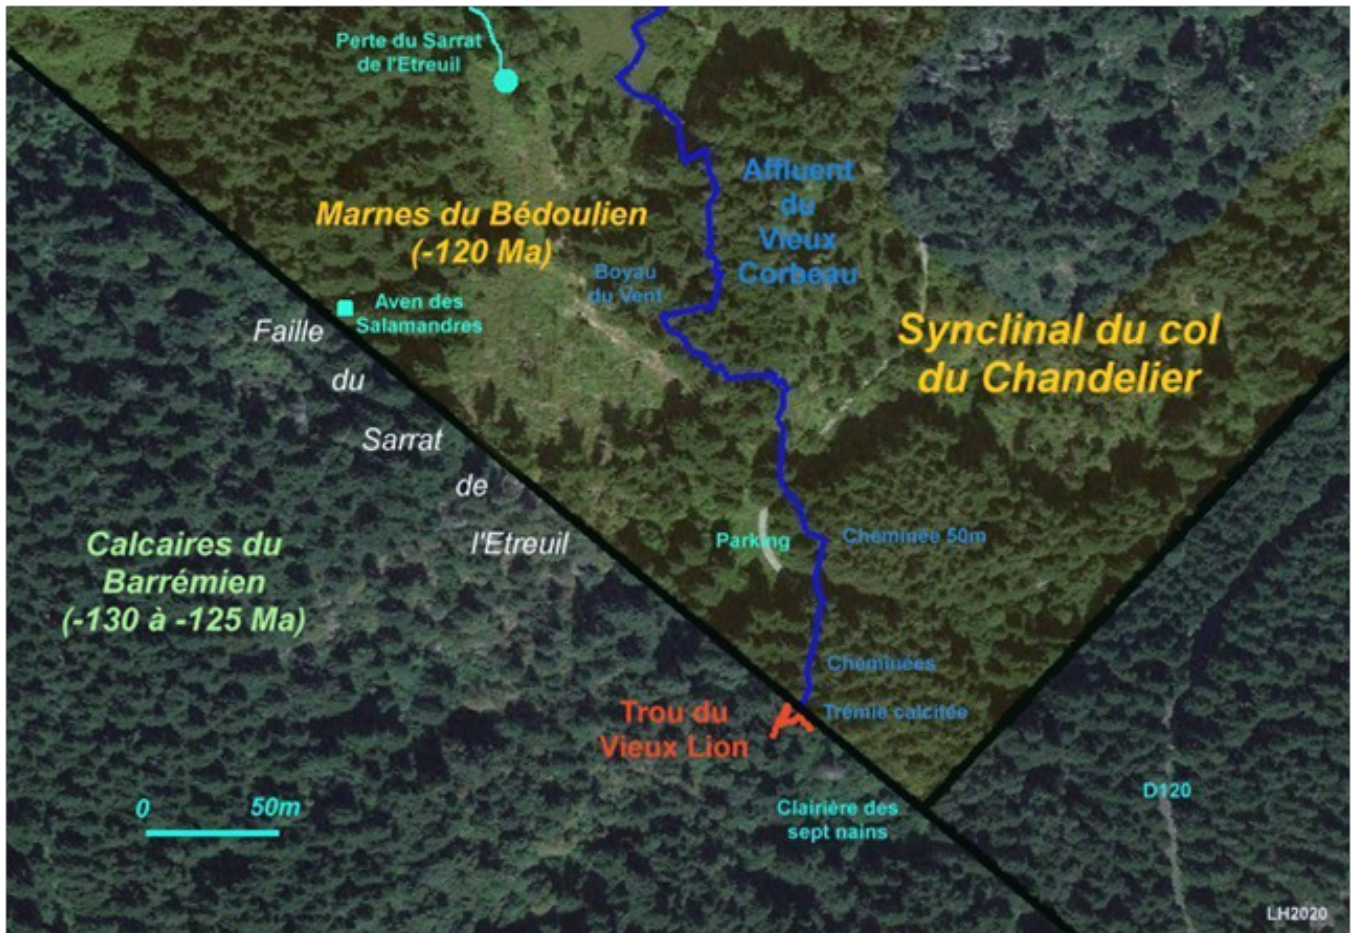 Perte du Sarrat
de l'Etreuil
Affluent
du
Vieux
Corbeau
Marnes du Bédoulien
(-120 Ma)
Boyau
du Vent
Aven des
Salamandres
Faille
du
Sarrat
de
l'Etreuil
Synclinal du col
du Chandelier
Calcaires du
Barrémien
(-130 à -125 Ma)
Parking
Cheminée 50m
Cheminées
Trémie calcitée
Trou du
Vieux Lion
Clairière des
sept nains
D120
0 50m
LH2020